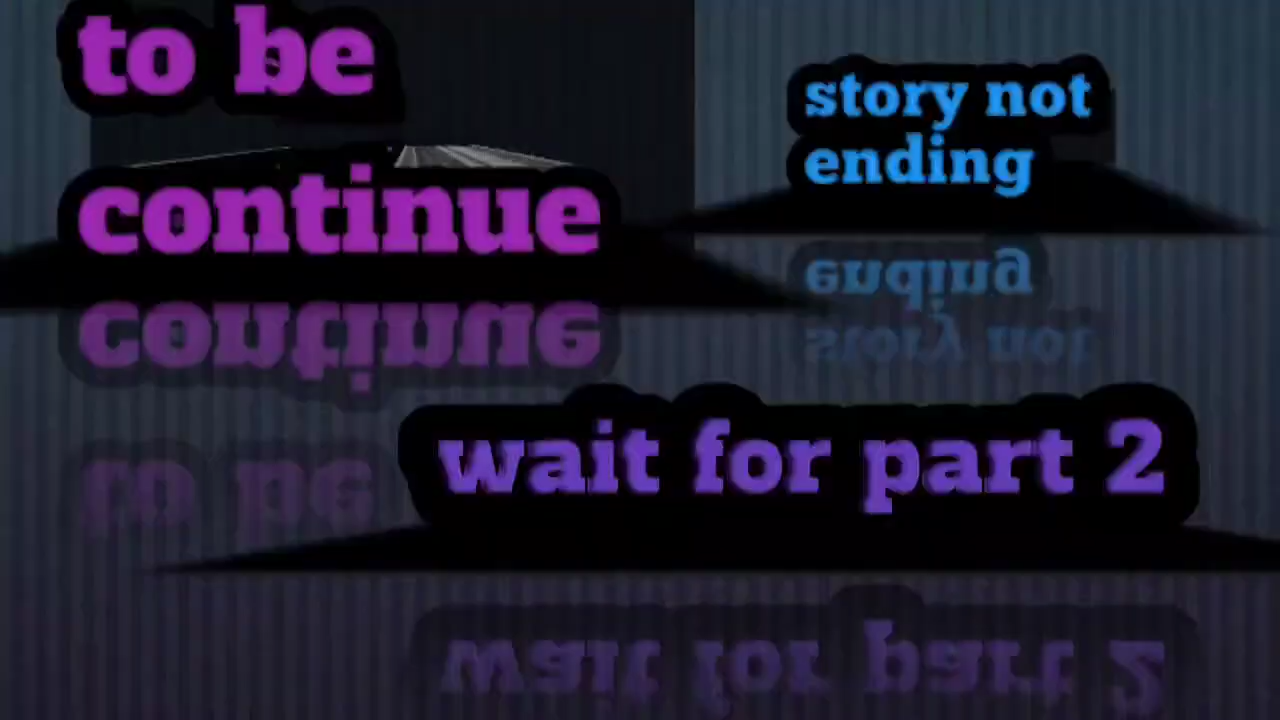 to be
continue
story not
ending
wait for part 2